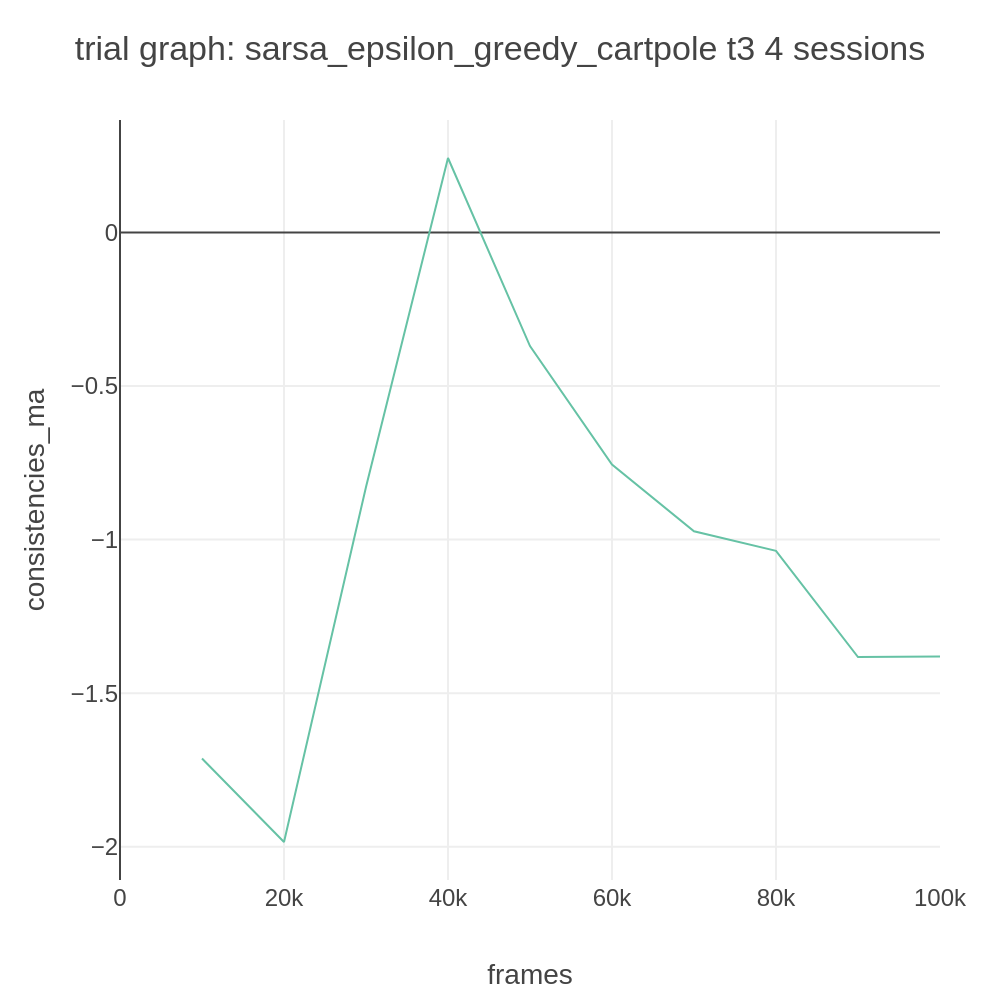 trial graph: sarsa_epsilon_greedy_cartpole t3 4 sessions
consistencies_ma
0
−0.5
−1
−1.5
−2
0
20k
40k
60k
80k
100k
frames